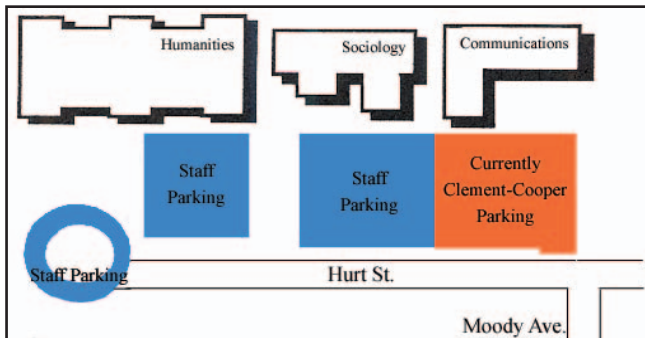 Humanities
Sociology
Communications
Staff
Parking
Staff
Parking
Currently
Clement-Cooper
Parking
Staff Parking
Hurt St.
Moody Ave.